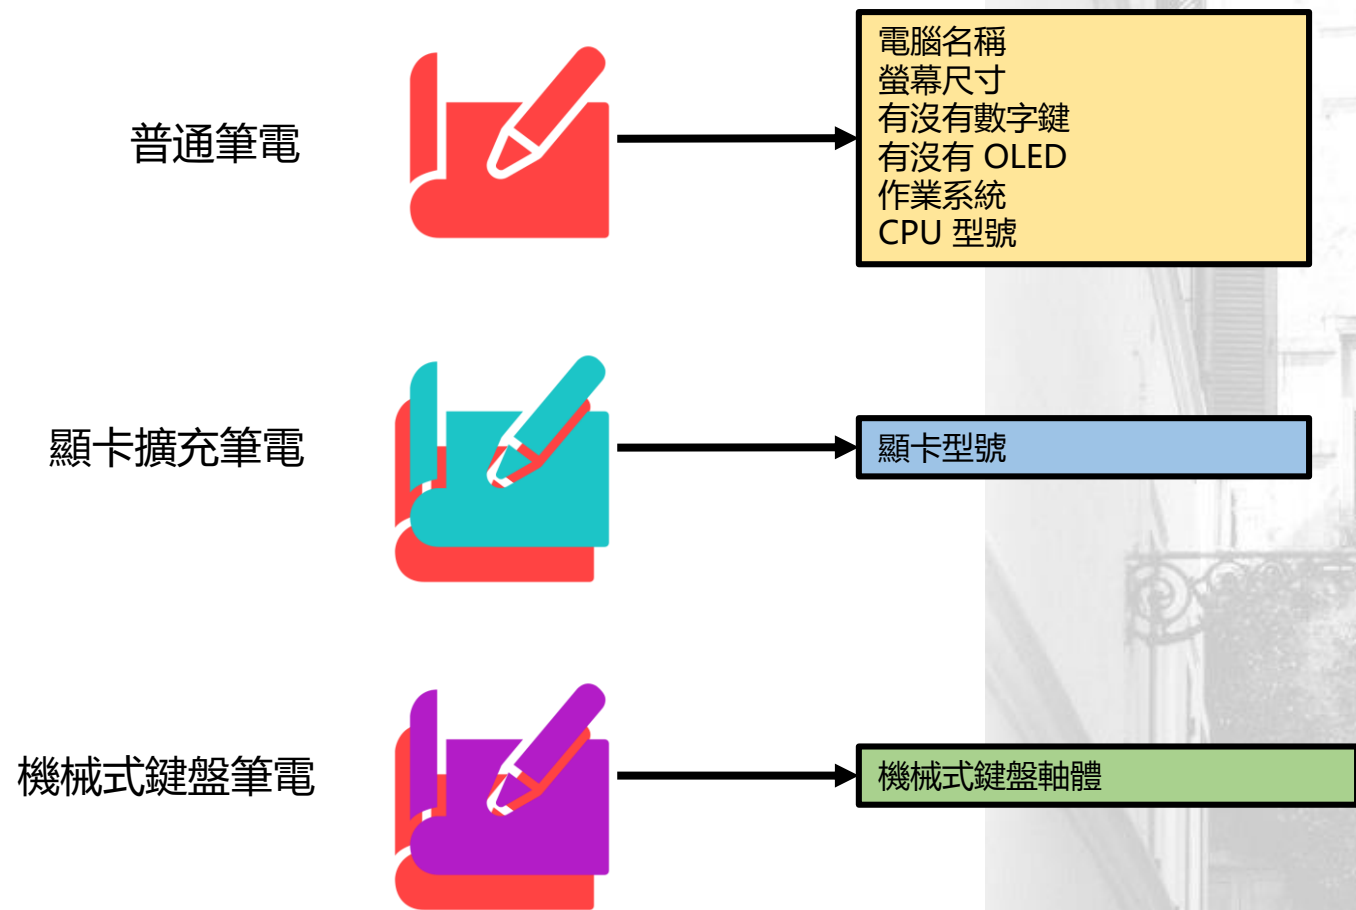 普通筆電
電腦名稱
螢幕尺寸
有沒有數字鍵
有沒有 OLED
作業系統
CPU 型號
顯卡擴充筆電
顯卡型號
機械式鍵盤筆電
機械式鍵盤軸體